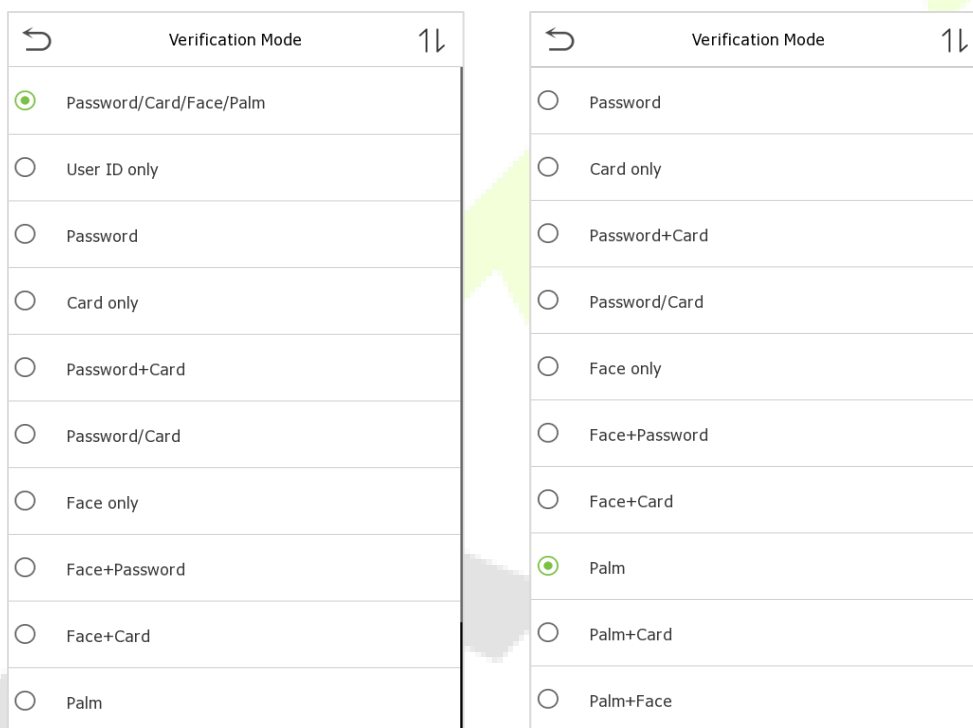 Verification Mode
Password/Card/Face/Palm
User ID only
Password
Card only
Password+Card
Password/Card
Face only
Face+Password
Face+Card
Palm
Verification Mode
Password
Card only
Password+Card
Password/Card
Face only
Face+Password
Face+Card
Palm
Palm+Card
Palm+Face